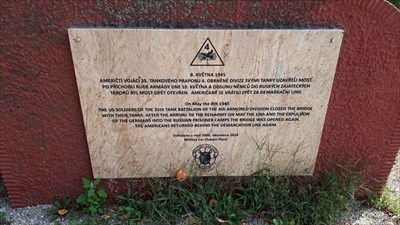 4
8. KVĚTNA 1945
AMERIČTÍ VOJÁCI 35. TANKOVÉHO PRAPORU 4. OBRNĚNÉ DIVIZE SVÝMI TANKY UZAVŘELI MOST.
PO PŘÍCHODU RUDÉ ARMÁDY DNE 10. KVĚTNA A ODSUNU NĚMCŮ DO RUSKÝCH ZAJATECKÝCH
TÁBORŮ BYL MOST OPĚT OTEVŘEN. AMERIČANÉ SE VRÁTILI ZPĚT ZA DEMARKAČNÍ LINII.
On May the 8th 1945
THE US SOLDIERS OF THE 35th TANK BATTALION OF THE 4th ARMORED DIVISION CLOSED THE BRIDGE
WITH THEIR TANKS. AFTER THE ARRIVAL OF THE REDARMY ON MAY THE 10th AND THE EXPULSION
OF THE GERMANS INTO THE RUSSIAN PRISONER CAMPS THE BRIDGE WAS OPENED AGAIN.
THE AMERICANS RETURNED BEHIND THE DEMARCATION LINE AGAIN.
Military Car Club